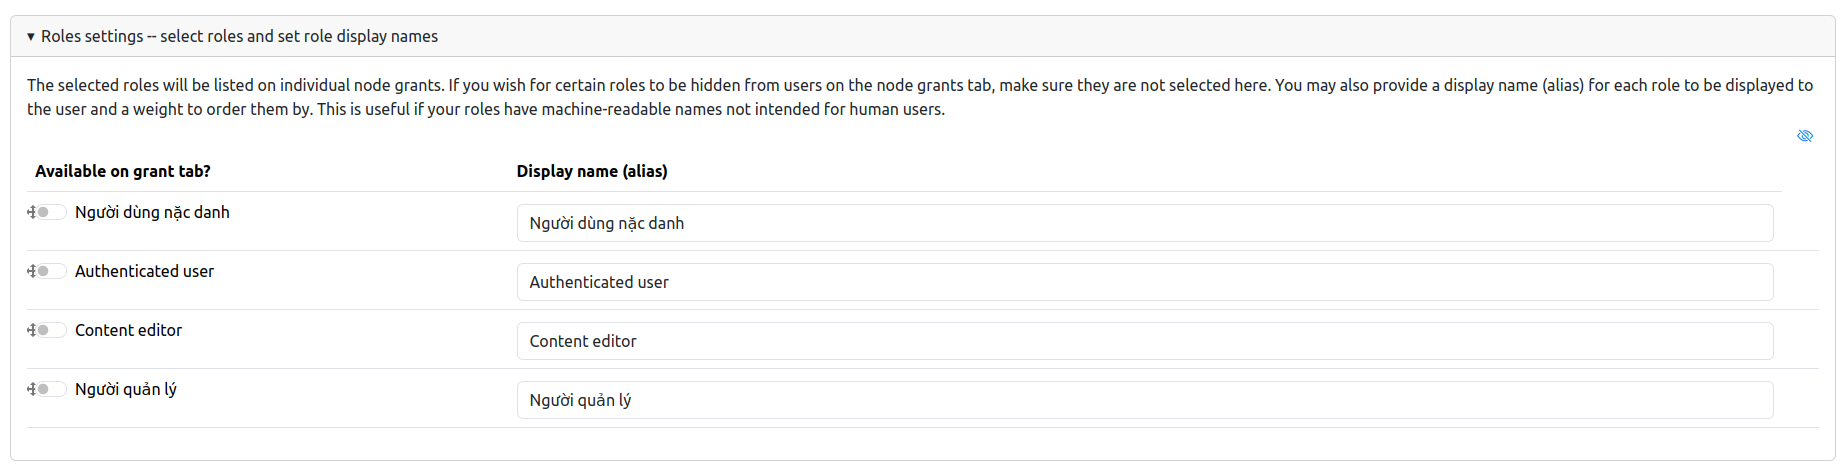 Roles settings -- select roles and set role display names
The selected roles will be listed on individual node grants. If you wish for certain roles to be hidden from users on the node grants tab, make sure they are not selected here. You may also provide a display name (alias) for each role to be displayed to
the user and a weight to order them by. This is useful if your roles have machine-readable names not intended for human users.
Available on grant tab? Display name (alias)
Người dùng nặc danh Người dùng nặc danh
Authenticated user Authenticated user
Content editor Content editor
Người quản lý Người quản lý